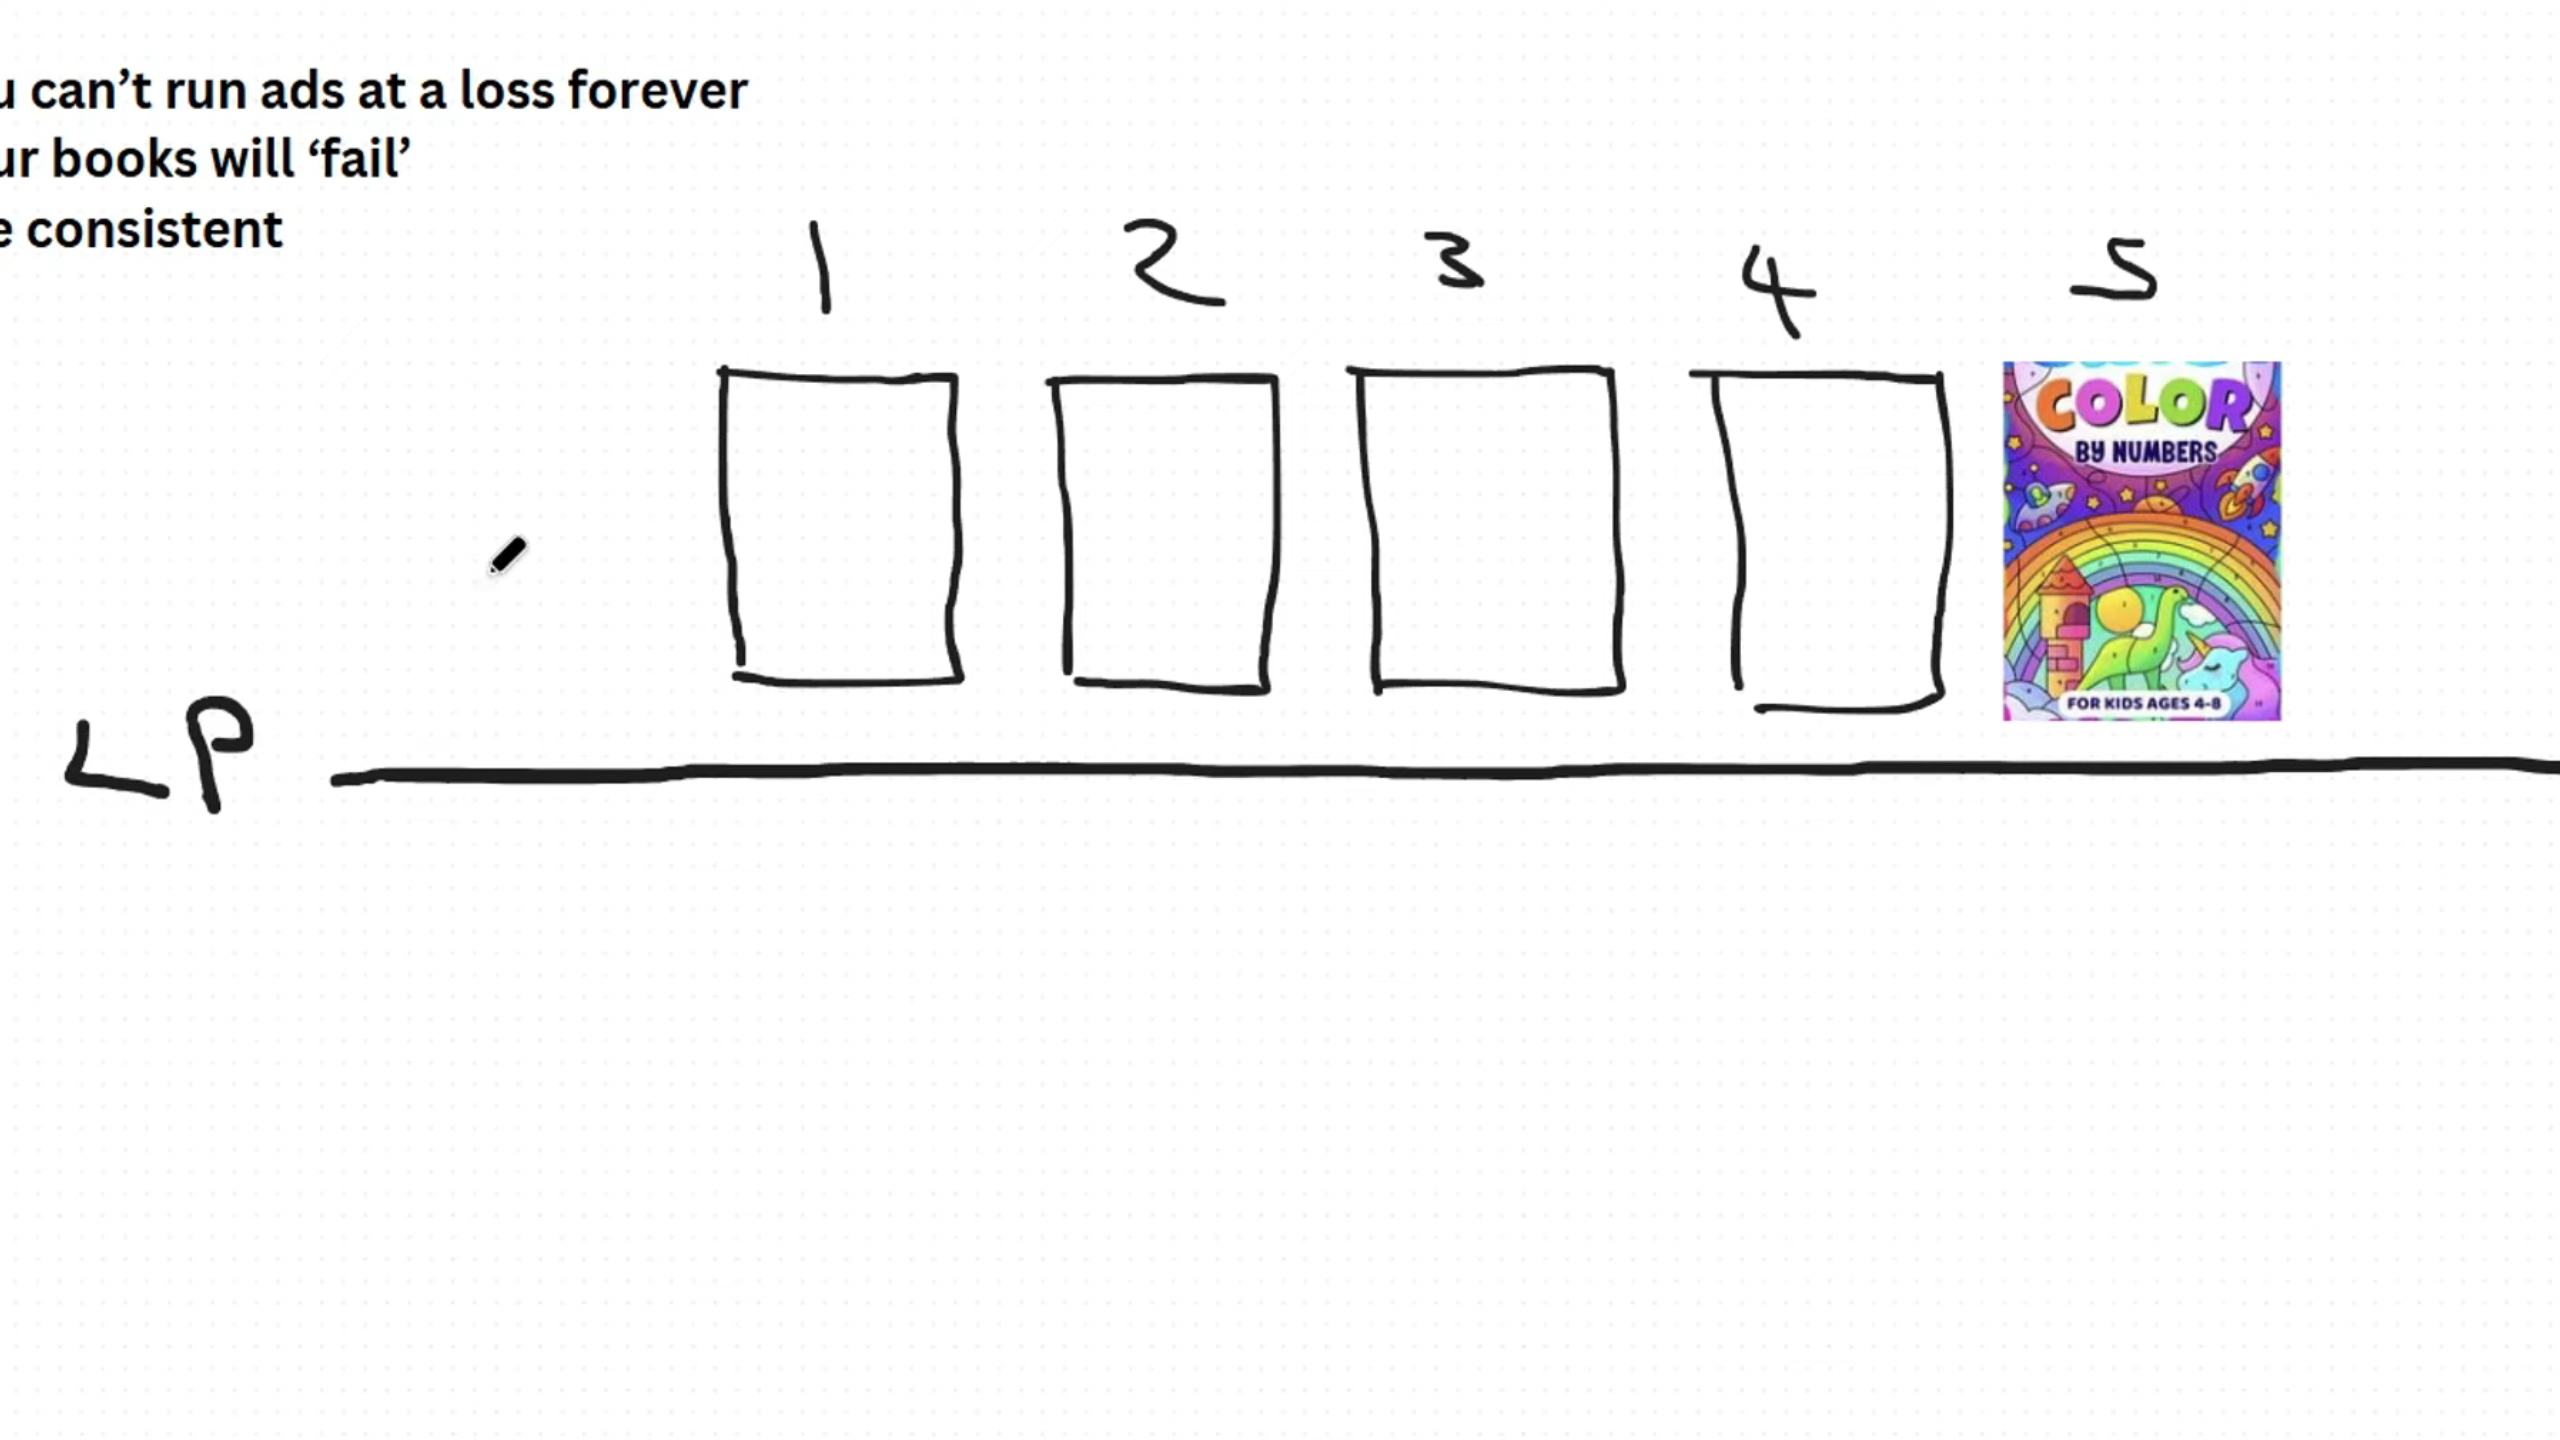 u can’t run ads at a loss forever
ur books will ‘fail’
e consistent
1 2 3 4 5
COLOR
BY NUMBERS
FOR KIDS AGES 4-8
LP